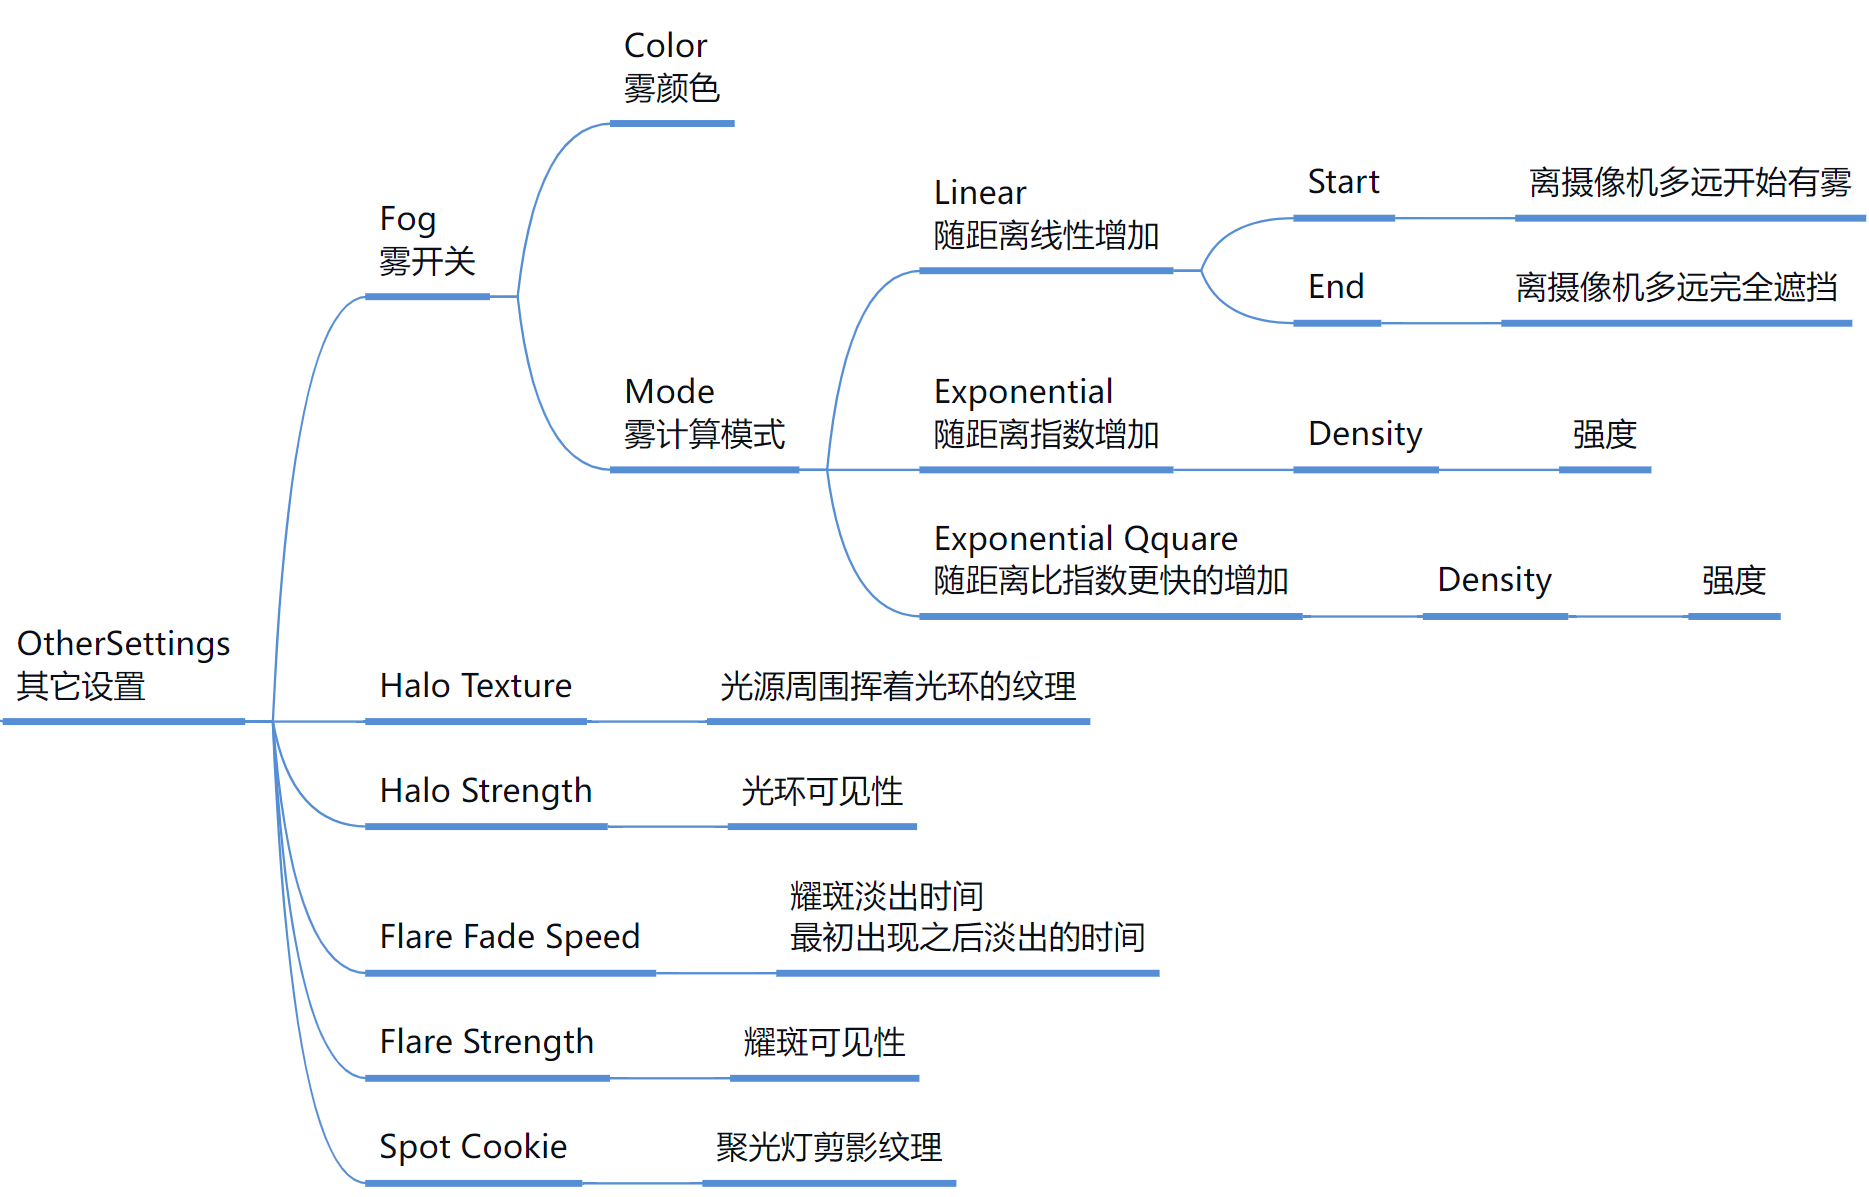 OtherSettings
其它设置
Fog
雾开关
Color
雾颜色
Mode
雾计算模式
Linear
随距离线性增加
Start
离摄像机多远开始有雾
End
离摄像机多远完全遮挡
Exponential
随距离指数增加
Density
强度
Exponential Qquare
随距离比指数更快的增加
Density
强度
Halo Texture
光源周围挥着光环的纹理
Halo Strength
光环可见性
Flare Fade Speed
耀斑淡出时间
最初出现之后淡出的时间
Flare Strength
耀斑可见性
Spot Cookie
聚光灯剪影纹理